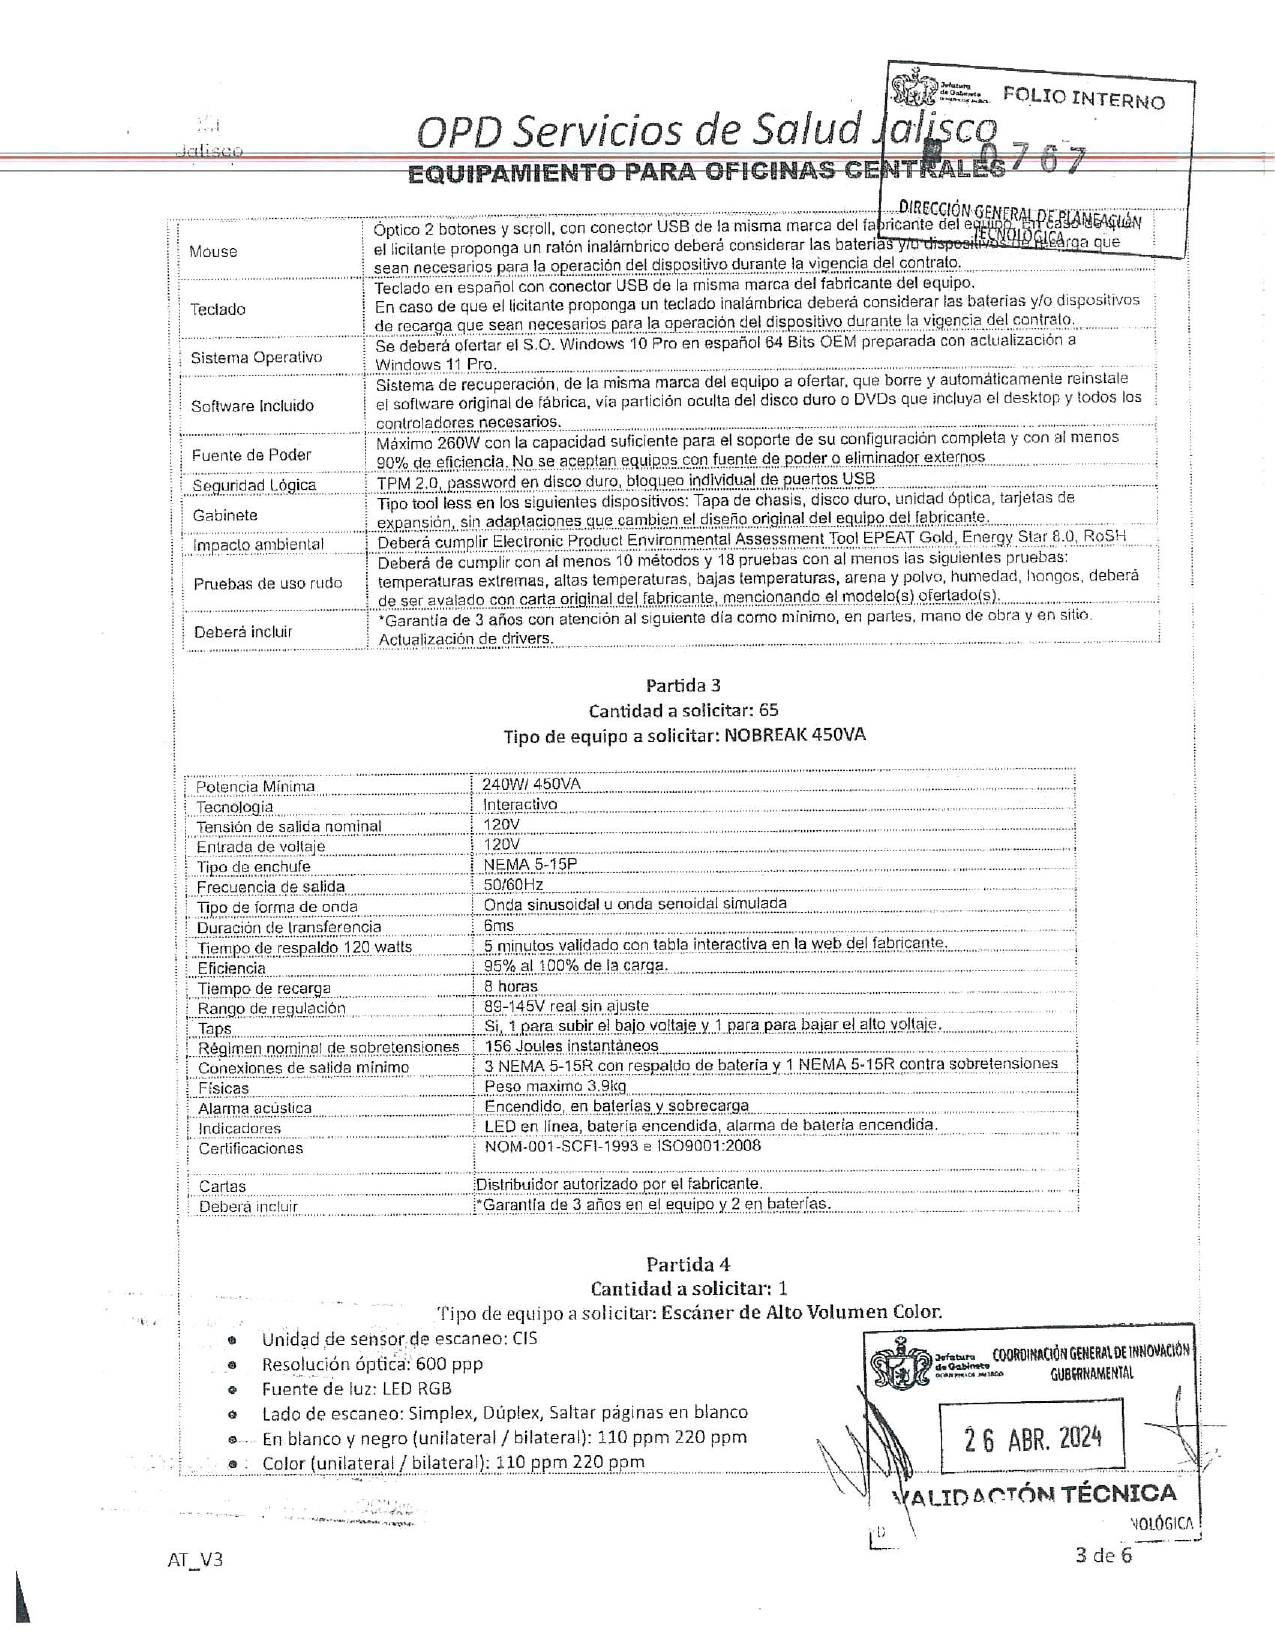 Jefatura
de Gabinete
FOLIO INTERNO
Jalisco
OPD Servicios de Salud Jalisco
EQUIPAMIENTO PARA OFICINAS CENTRALES
0767
DIRECCIÓN GENERAL DE PLANEACIÓN
TECNOLÓGICA
Mouse
Óptico 2 botones y scroll, con conector USB de la misma marca del fabricante del equipo. En caso de que
el licitante proponga un ratón inalámbrico deberá considerar las baterías y/o dispositivos de recarga que
sean necesarios para la operación del dispositivo durante la vigencia del contrato.
Teclado
Teclado en español con conector USB de la misma marca del fabricante del equipo.
En caso de que el licitante proponga un teclado inalámbrica deberá considerar las baterías y/o dispositivos
de recarga que sean necesarios para la operación del dispositivo durante la vigencia del contrato.
Sistema Operativo
Se deberá ofertar el S.O. Windows 10 Pro en español 64 Bits OEM preparada con actualización a
Windows 11 Pro.
Software Incluido
Sistema de recuperación, de la misma marca del equipo a ofertar, que borre y automáticamente reinstale
el software original de fábrica, vía partición oculta del disco duro o DVDs que incluya el desktop y todos los
controladores necesarios.
Fuente de Poder
Máximo 260W con la capacidad suficiente para el soporte de su configuración completa y con al menos
90% de eficiencia. No se aceptan equipos con fuente de poder o eliminador externos
Seguridad Lógica
TPM 2.0, password en disco duro, bloqueo individual de puertos USB
Gabinete
Tipo tool less en los siguientes dispositivos: Tapa de chasis, disco duro, unidad óptica, tarjetas de
expansión, sin adaptaciones que cambien el diseño original del equipo del fabricante.
Impacto ambiental
Deberá cumplir Electronic Product Environmental Assessment Tool EPEAT Gold, Energy Star 8.0, RoSH
Pruebas de uso rudo
Deberá de cumplir con al menos 10 métodos y 18 pruebas con al menos las siguientes pruebas:
temperaturas extremas, altas temperaturas, bajas temperaturas, arena y polvo, humedad, hongos, deberá
de ser avalado con carta original del fabricante, mencionando el modelo(s) ofertado(s).
Deberá incluir
*Garantía de 3 años con atención al siguiente día como mínimo, en partes, mano de obra y en sitio.
Actualización de drivers.
Partida 3
Cantidad a solicitar: 65
Tipo de equipo a solicitar: NOBREAK 450VA
Potencia Mínima 240W/ 450VA
Tecnología Interactivo
Tensión de salida nominal 120V
Entrada de voltaje 120V
Tipo de enchufe NEMA 5-15P
Frecuencia de salida 50/60Hz
Tipo de forma de onda Onda sinusoidal u onda senoidal simulada
Duración de transferencia 6ms
Tiempo de respaldo 120 watts 5 minutos validado con tabla interactiva en la web del fabricante.
Eficiencia 95% al 100% de la carga.
Tiempo de recarga 8 horas
Rango de regulación 89-145V real sin ajuste
Taps Si, 1 para subir el bajo voltaje y 1 para para bajar el alto voltaje.
Régimen nominal de sobretensiones 156 Joules instantáneos
Conexiones de salida mínimo 3 NEMA 5-15R con respaldo de batería y 1 NEMA 5-15R contra sobretensiones
Físicas Peso maximo 3.9kg
Alarma acústica Encendido, en baterías y sobrecarga
Indicadores LED en línea, batería encendida, alarma de batería encendida.
Certificaciones NOM-001-SCFI-1993 e ISO9001:2008
Cartas Distribuidor autorizado por el fabricante.
Deberá incluir *Garantía de 3 años en el equipo y 2 en baterías.
Partida 4
Cantidad a solicitar: 1
Tipo de equipo a solicitar: Escáner de Alto Volumen Color.
• Unidad de sensor de escaneo: CIS
• Resolución óptica: 600 ppp
• Fuente de luz: LED RGB
• Lado de escaneo: Simplex, Dúplex, Saltar páginas en blanco
• En blanco y negro (unilateral / bilateral): 110 ppm 220 ppm
• Color (unilateral / bilateral): 110 ppm 220 ppm
Jefatura
de Gabinete
COORDINACIÓN GENERAL DE INNOVACIÓN
GUBERNAMENTAL
26 ABR. 2024
VALIDACIÓN TÉCNICA
NOLÓGICA
AT_V3
3 de 6